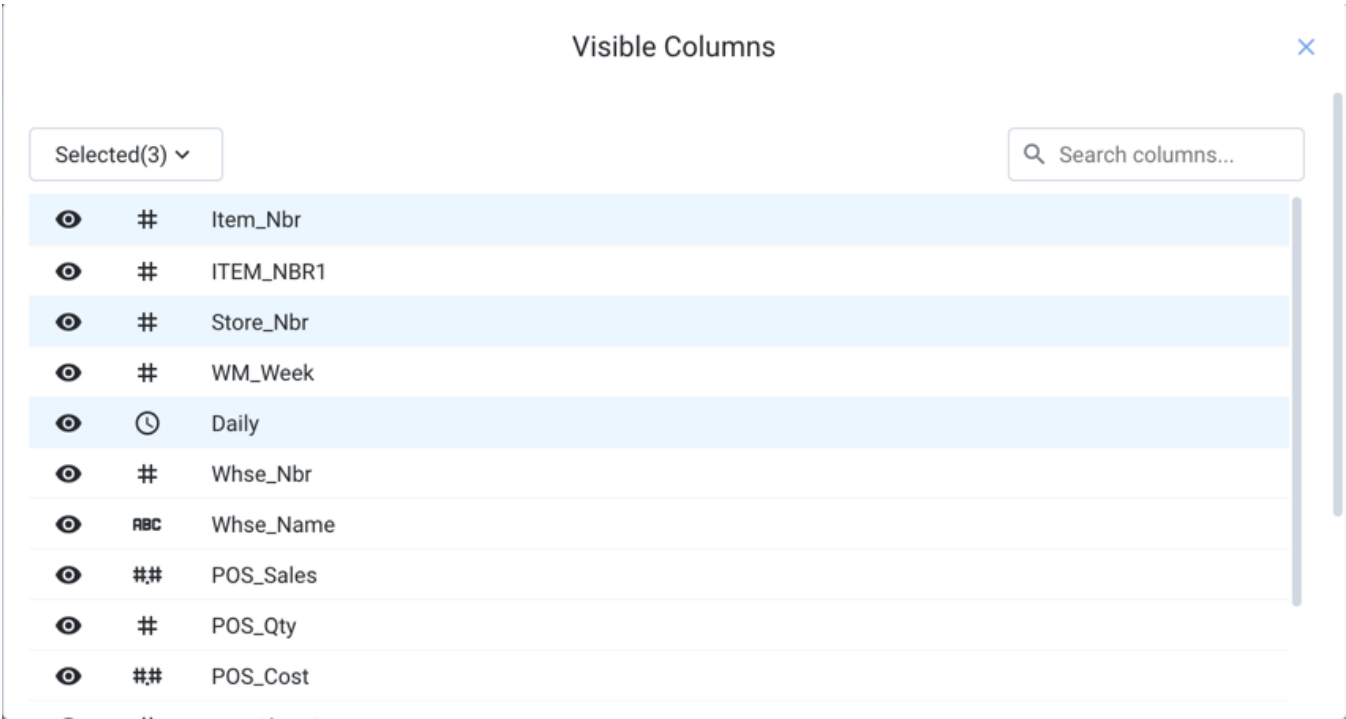 Visible Columns
Selected(3)
Search columns...
# Item_Nbr
# ITEM_NBR1
# Store_Nbr
# WM_Week
Daily
# Whse_Nbr
ABC Whse_Name
#.# POS_Sales
# POS_Qty
#.# POS_Cost